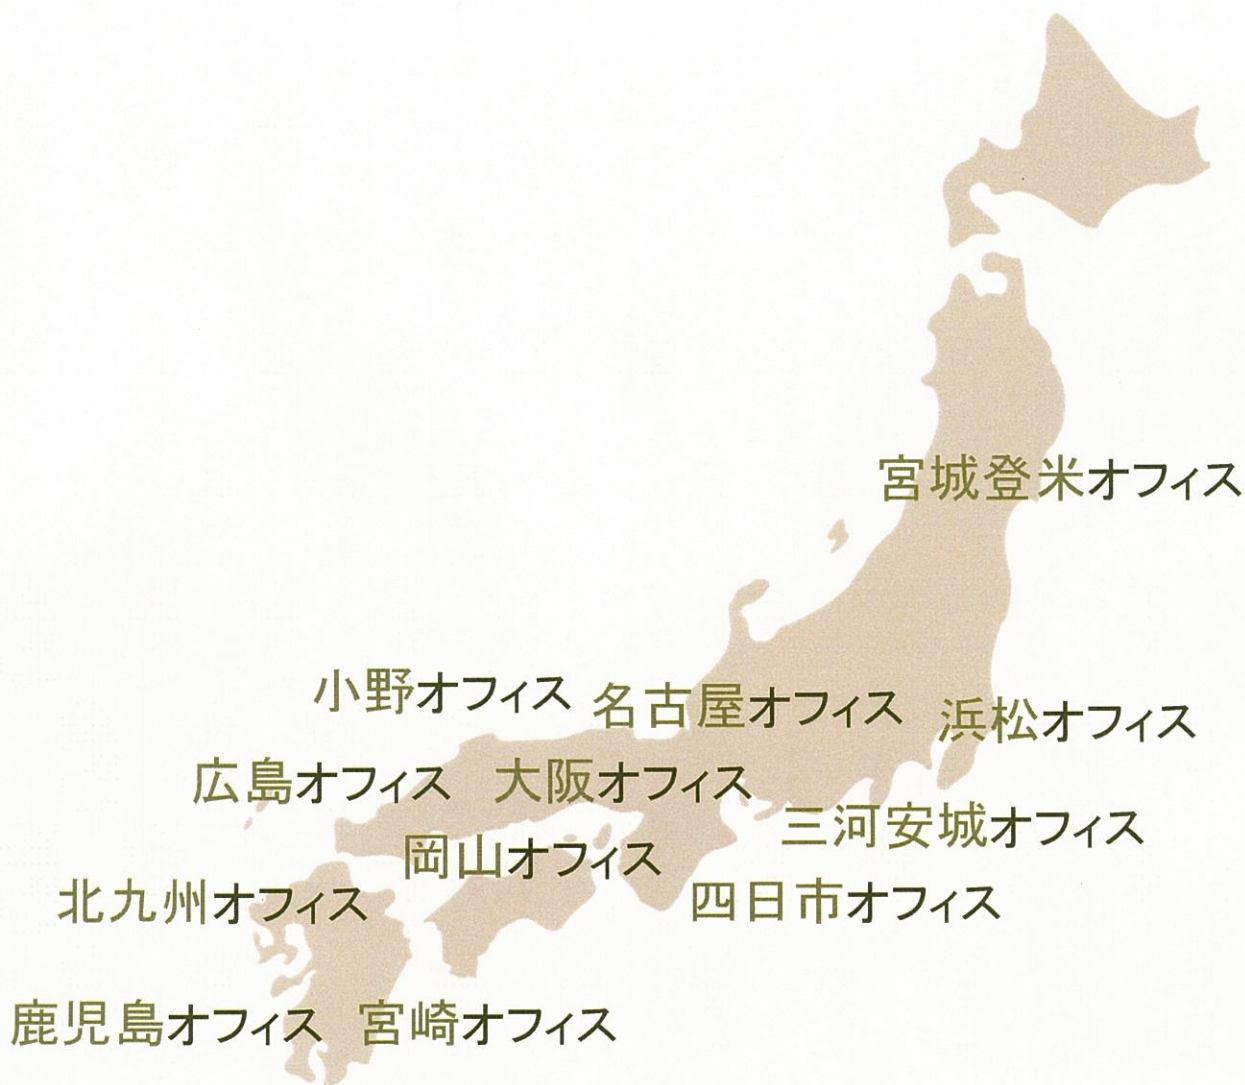 宮城登米オフィス
小野オフィス
名古屋オフィス
浜松オフィス
広島オフィス
大阪オフィス
三河安城オフィス
岡山オフィス
北九州オフィス
四日市オフィス
鹿児島オフィス
宮崎オフィス